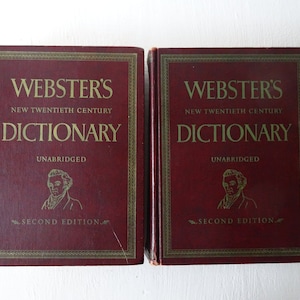 WEBSTER'S
NEW TWENTIETH CENTURY
DICTIONARY
UNABRIDGED
SECOND EDITION
WEBSTER'S
NEW TWENTIETH CENTURY
DICTIONARY
UNABRIDGED
SECOND EDITION